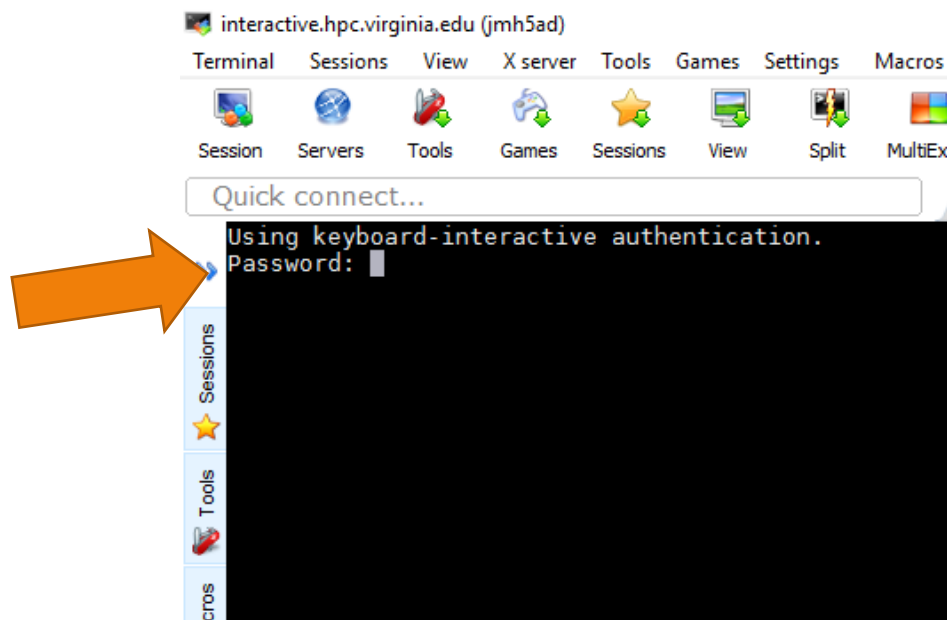 interactive.hpc.virginia.edu (jmh5ad)
Terminal Sessions View X server Tools Games Settings Macros
Session Servers Tools Games Sessions View Split MultiEx
Quick connect...
Using keyboard-interactive authentication.
Password:
Sessions
Tools
cros